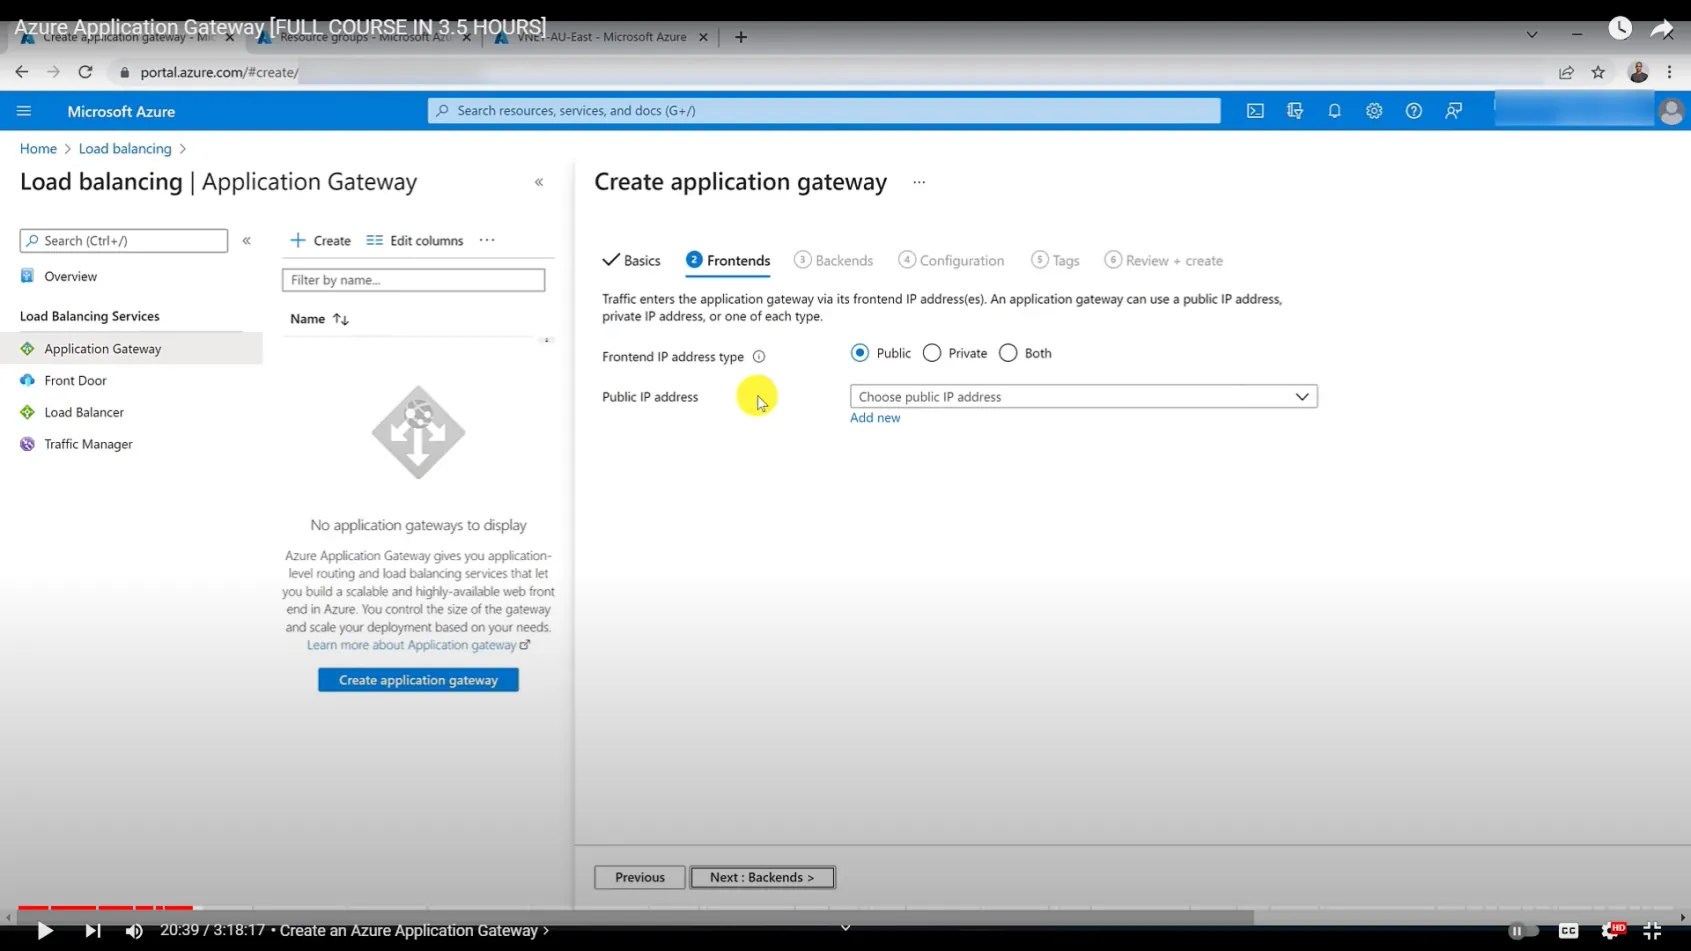 Azure Application Gateway [FULL COURSE IN 3.5 HOURS]
Create application gateway - Mi
Resource groups - Microsoft Azu
VNET-AU-East - Microsoft Azure
portal.azure.com/#create/
Microsoft Azure
Search resources, services, and docs (G+/)
Home > Load balancing >
Load balancing | Application Gateway
Search (Ctrl+/)
Overview
Load Balancing Services
Application Gateway
Front Door
Load Balancer
Traffic Manager
Create
Edit columns
Filter by name...
Name
No application gateways to display
Azure Application Gateway gives you application-
level routing and load balancing services that let
you build a scalable and highly-available web front
end in Azure. You control the size of the gateway
and scale your deployment based on your needs.
Learn more about Application gateway
Create application gateway
Create application gateway ...
Basics
2 Frontends
3 Backends
4 Configuration
5 Tags
6 Review + create
Traffic enters the application gateway via its frontend IP address(es). An application gateway can use a public IP address,
private IP address, or one of each type.
Frontend IP address type
Public
Private
Both
Public IP address
Choose public IP address
Add new
Previous
Next : Backends >
20:39 / 3:18:17 • Create an Azure Application Gateway >
CC
HD